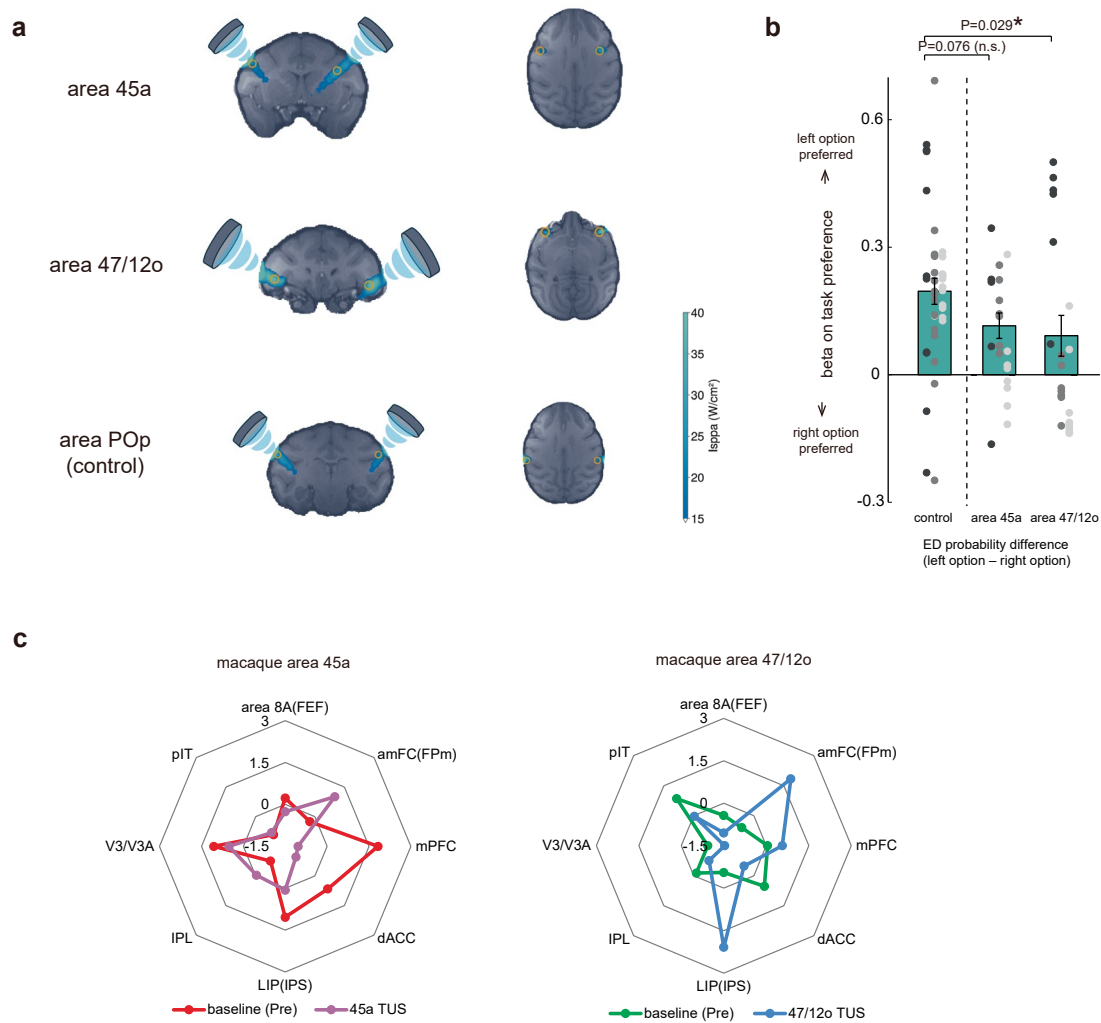 a
area 45a
area 47/12o
area POp
(control)
40
35
30
25
20
15
Isppa (W/cm²)
b
P=0.029*
P=0.076 (n.s.)
0.6
0.3
0
-0.3
left option
preferred
beta on task preference
right option
preferred
control
area 45a
area 47/12o
ED probability difference
(left option – right option)
c
macaque area 45a
area 8A(FEF)
3
1.5
0
-1.5
pIT
amFC(FPm)
V3/V3A
mPFC
IPL
dACC
LIP(IPS)
baseline (Pre)
45a TUS
macaque area 47/12o
area 8A(FEF)
3
1.5
0
-1.5
pIT
amFC(FPm)
V3/V3A
mPFC
IPL
dACC
LIP(IPS)
baseline (Pre)
47/12o TUS